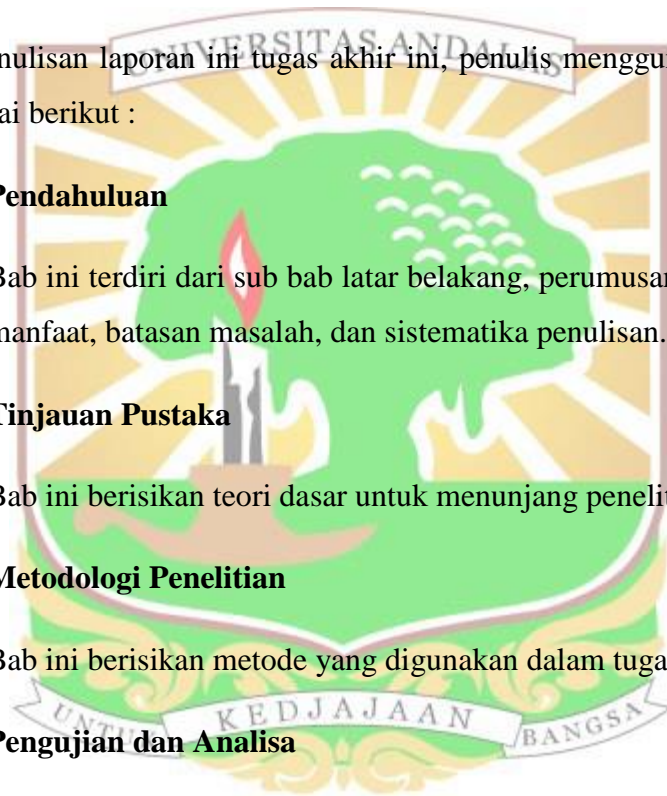 UNIVERSITAS ANDALAS
nulisan laporan ini tugas akhir ini, penulis menggu
ai berikut :
Pendahuluan
Bab ini terdiri dari sub bab latar belakang, perumusan
manfaat, batasan masalah, dan sistematika penulisan.
Tinjauan Pustaka
Bab ini berisikan teori dasar untuk menunjang penelit
Metodologi Penelitian
Bab ini berisikan metode yang digunakan dalam tuga
UNTUK KEDJAJAAN BANGSA
Pengujian dan Analisa